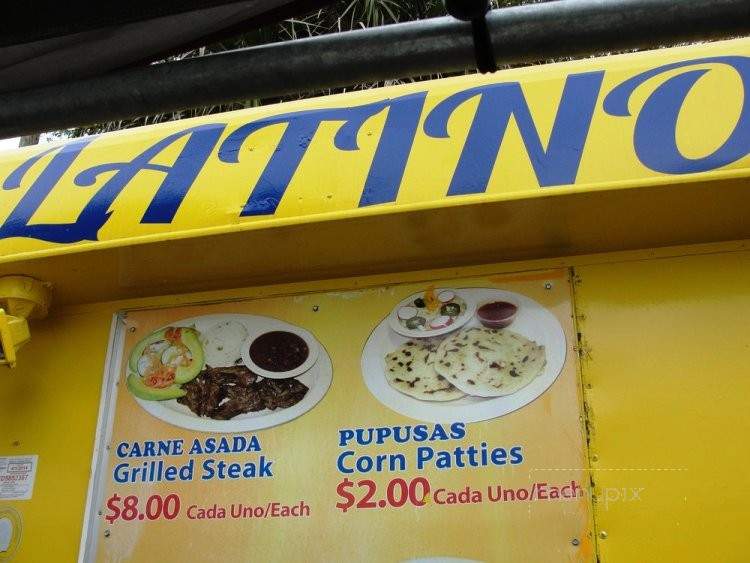 LATINO
CARNE ASADA
Grilled Steak
$8.00 Cada Uno/Each
PUPUSAS
Corn Patties
$2.00 Cada Uno/Each